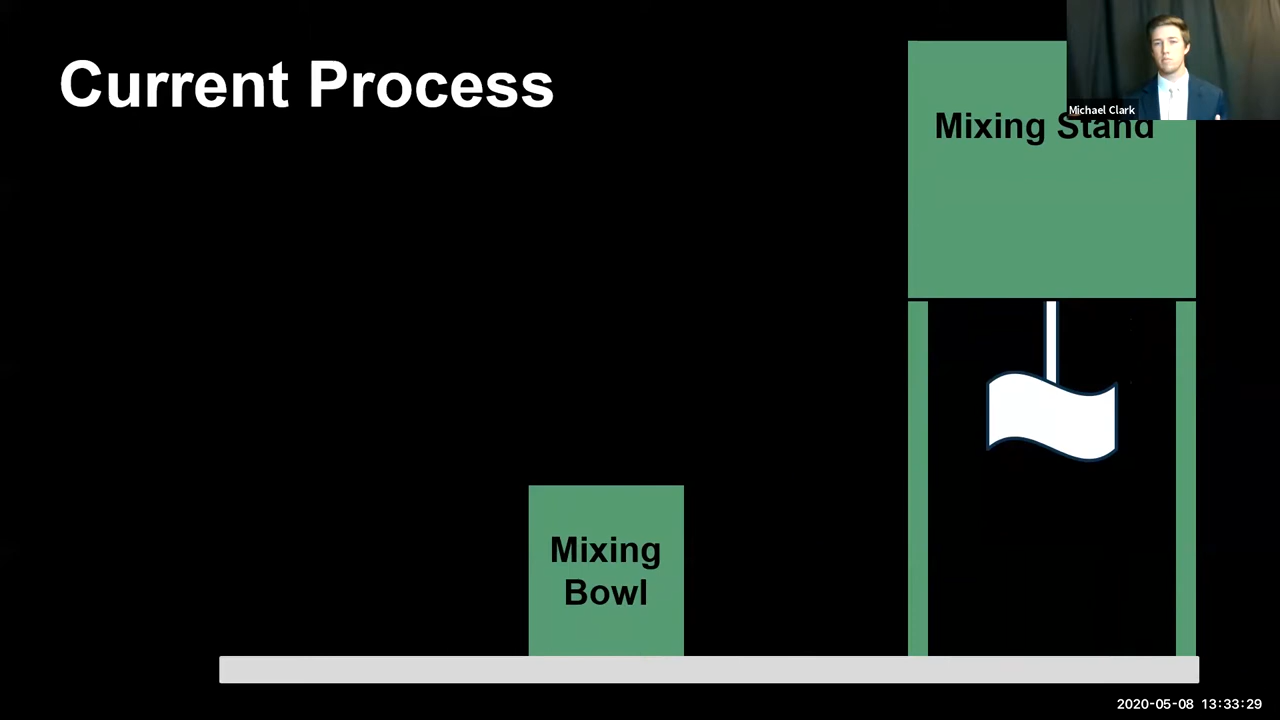 Current Process
Michael Clark
Mixing Stand
Mixing
Bowl
2020-05-08 13:33:29